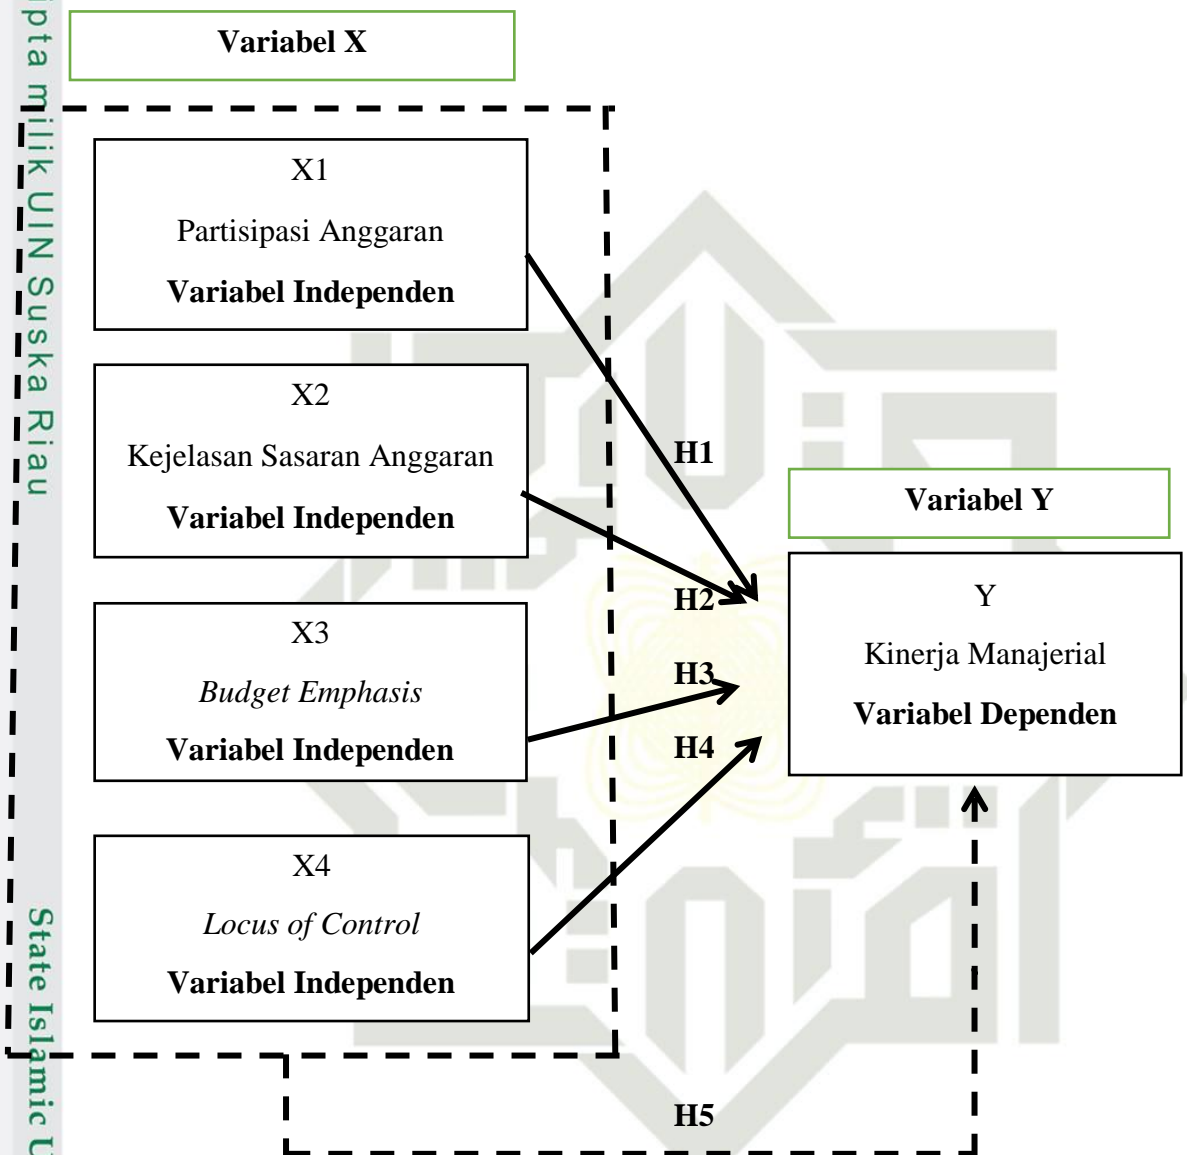 ipta milik UIN Suska Riau
State Islamic U
Variabel X
X1
Partisipasi Anggaran
Variabel Independen
X2
Kejelasan Sasaran Anggaran
Variabel Independen
X3
Budget Emphasis
Variabel Independen
X4
Locus of Control
Variabel Independen
H1
H2
H3
H4
H5
Variabel Y
Y
Kinerja Manajerial
Variabel Dependen